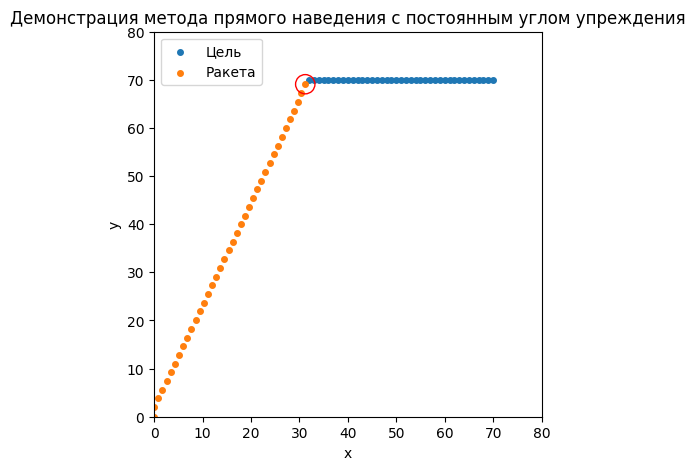 Демонстрация метода прямого наведения с постоянным углом упреждения
Цель
Ракета
80
70
60
50
40
30
20
10
0
y
0 10 20 30 40 50 60 70 80
x